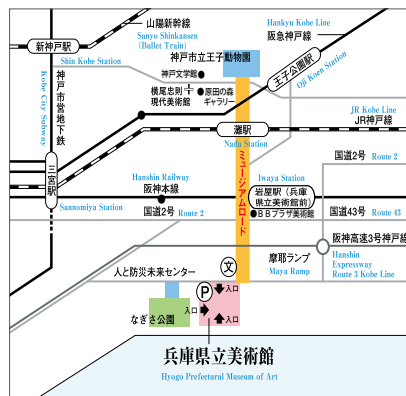 山陽新幹線
Sanyo Shinkansen
(Bullet Train)
Hankyu Kobe Line
阪急神戸線
新神戸駅
Shin Kobe Station
神戸市立王子動物園
王子公園駅
Oji Koen Station
神戸文学館
横尾忠則
現代美術館
原田の森
ギャラリー
神戸市営地下鉄
Kobe City Subway
JR Kobe Line
JR神戸線
灘駅
Nada Station
国道2号 Route 2
ミュージアムロード
三宮駅
Sannomiya Station
Hanshin Railway
阪神本線
Iwaya Station
岩屋駅（兵庫
県立美術館前）
国道2号 Route 2
BBプラザ美術館
国道43号 Route 43
阪神高速3号神戸線
Hanshin
Expressway
Route 3 Kobe Line
摩耶ランプ
Maya Ramp
文
人と防災未来センター
P
入口
入口
入口
なぎさ公園
兵庫県立美術館
Hyogo Prefectural Museum of Art